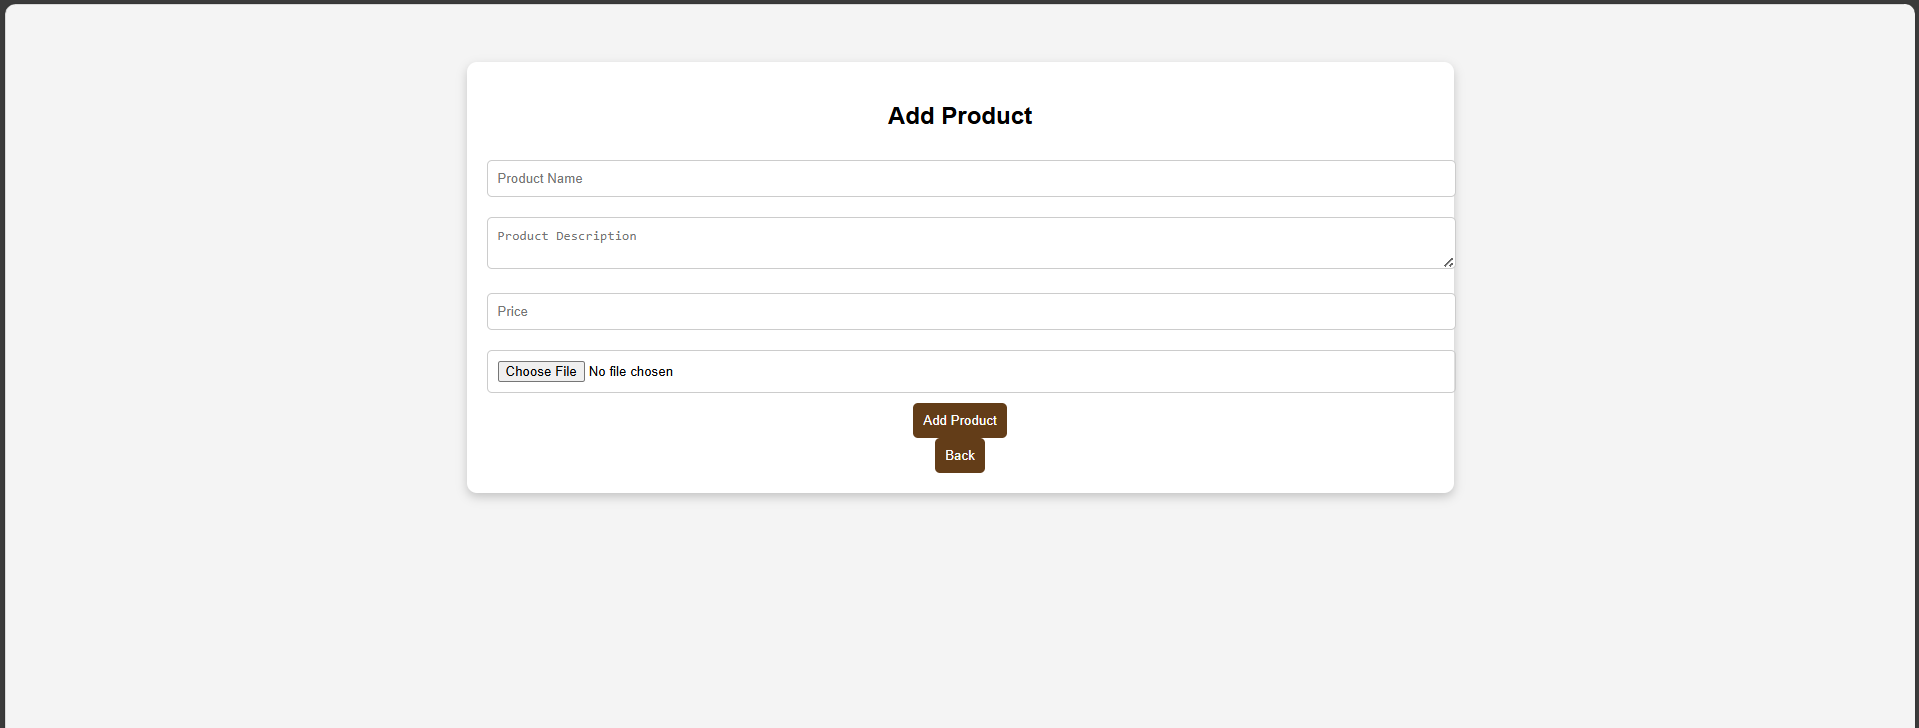 Add Product
Product Name
Product Description
Price
Choose File No file chosen
Add Product
Back